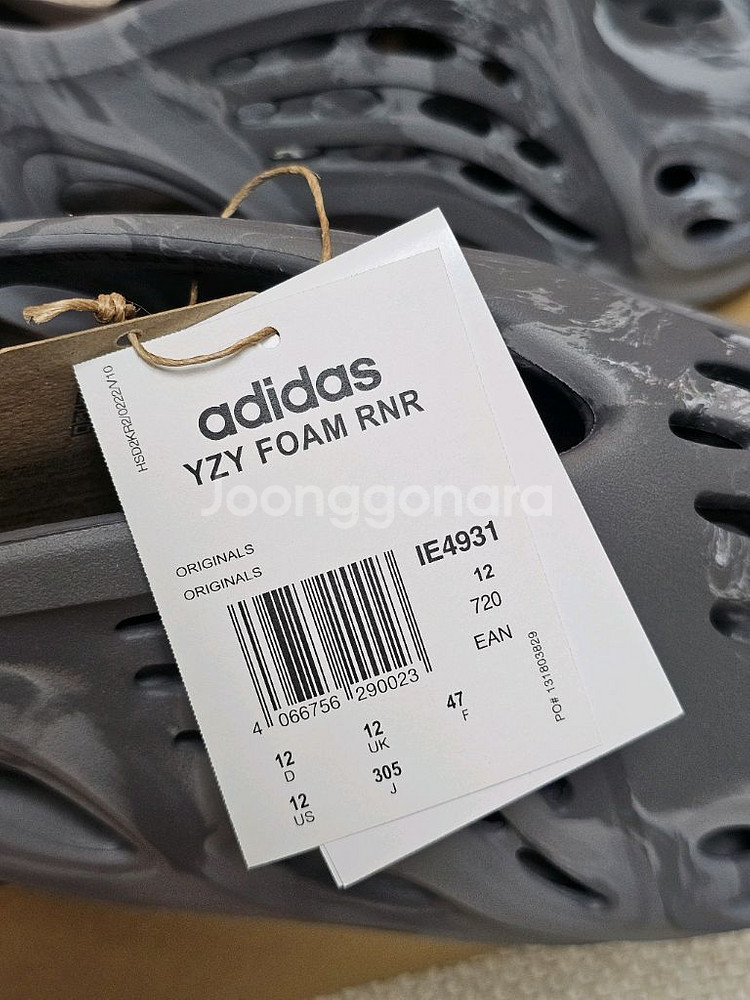 HSD2KR2/0222/V10
adidas
YZY FOAM RNR
Joonggonara
ORIGINALS
ORIGINALS
IE4931
12
720
EAN
4 066756 290023
PO# 131803829
12
D
12
UK
47
F
12
US
305
J